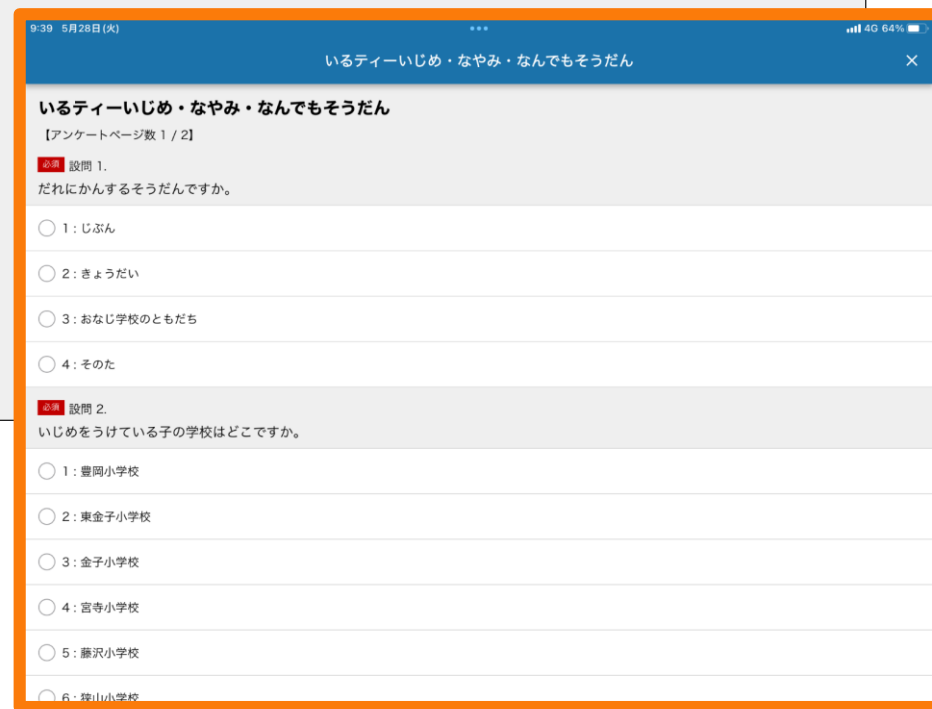 9:39 5月28日(火)
4G 64%
いるティーいじめ・なやみ・なんでもそうだん ×
いるティーいじめ・なやみ・なんでもそうだん
【アンケートページ数 1 / 2】
必須 設問 1.
だれにかんするそうだんですか。
1 : じぶん
2 : きょうだい
3 : おなじ学校のともだち
4 : そのた
必須 設問 2.
いじめをうけている子の学校はどこですか。
1 : 豊岡小学校
2 : 東金子小学校
3 : 金子小学校
4 : 宮寺小学校
5 : 藤沢小学校
6 : 狭山小学校